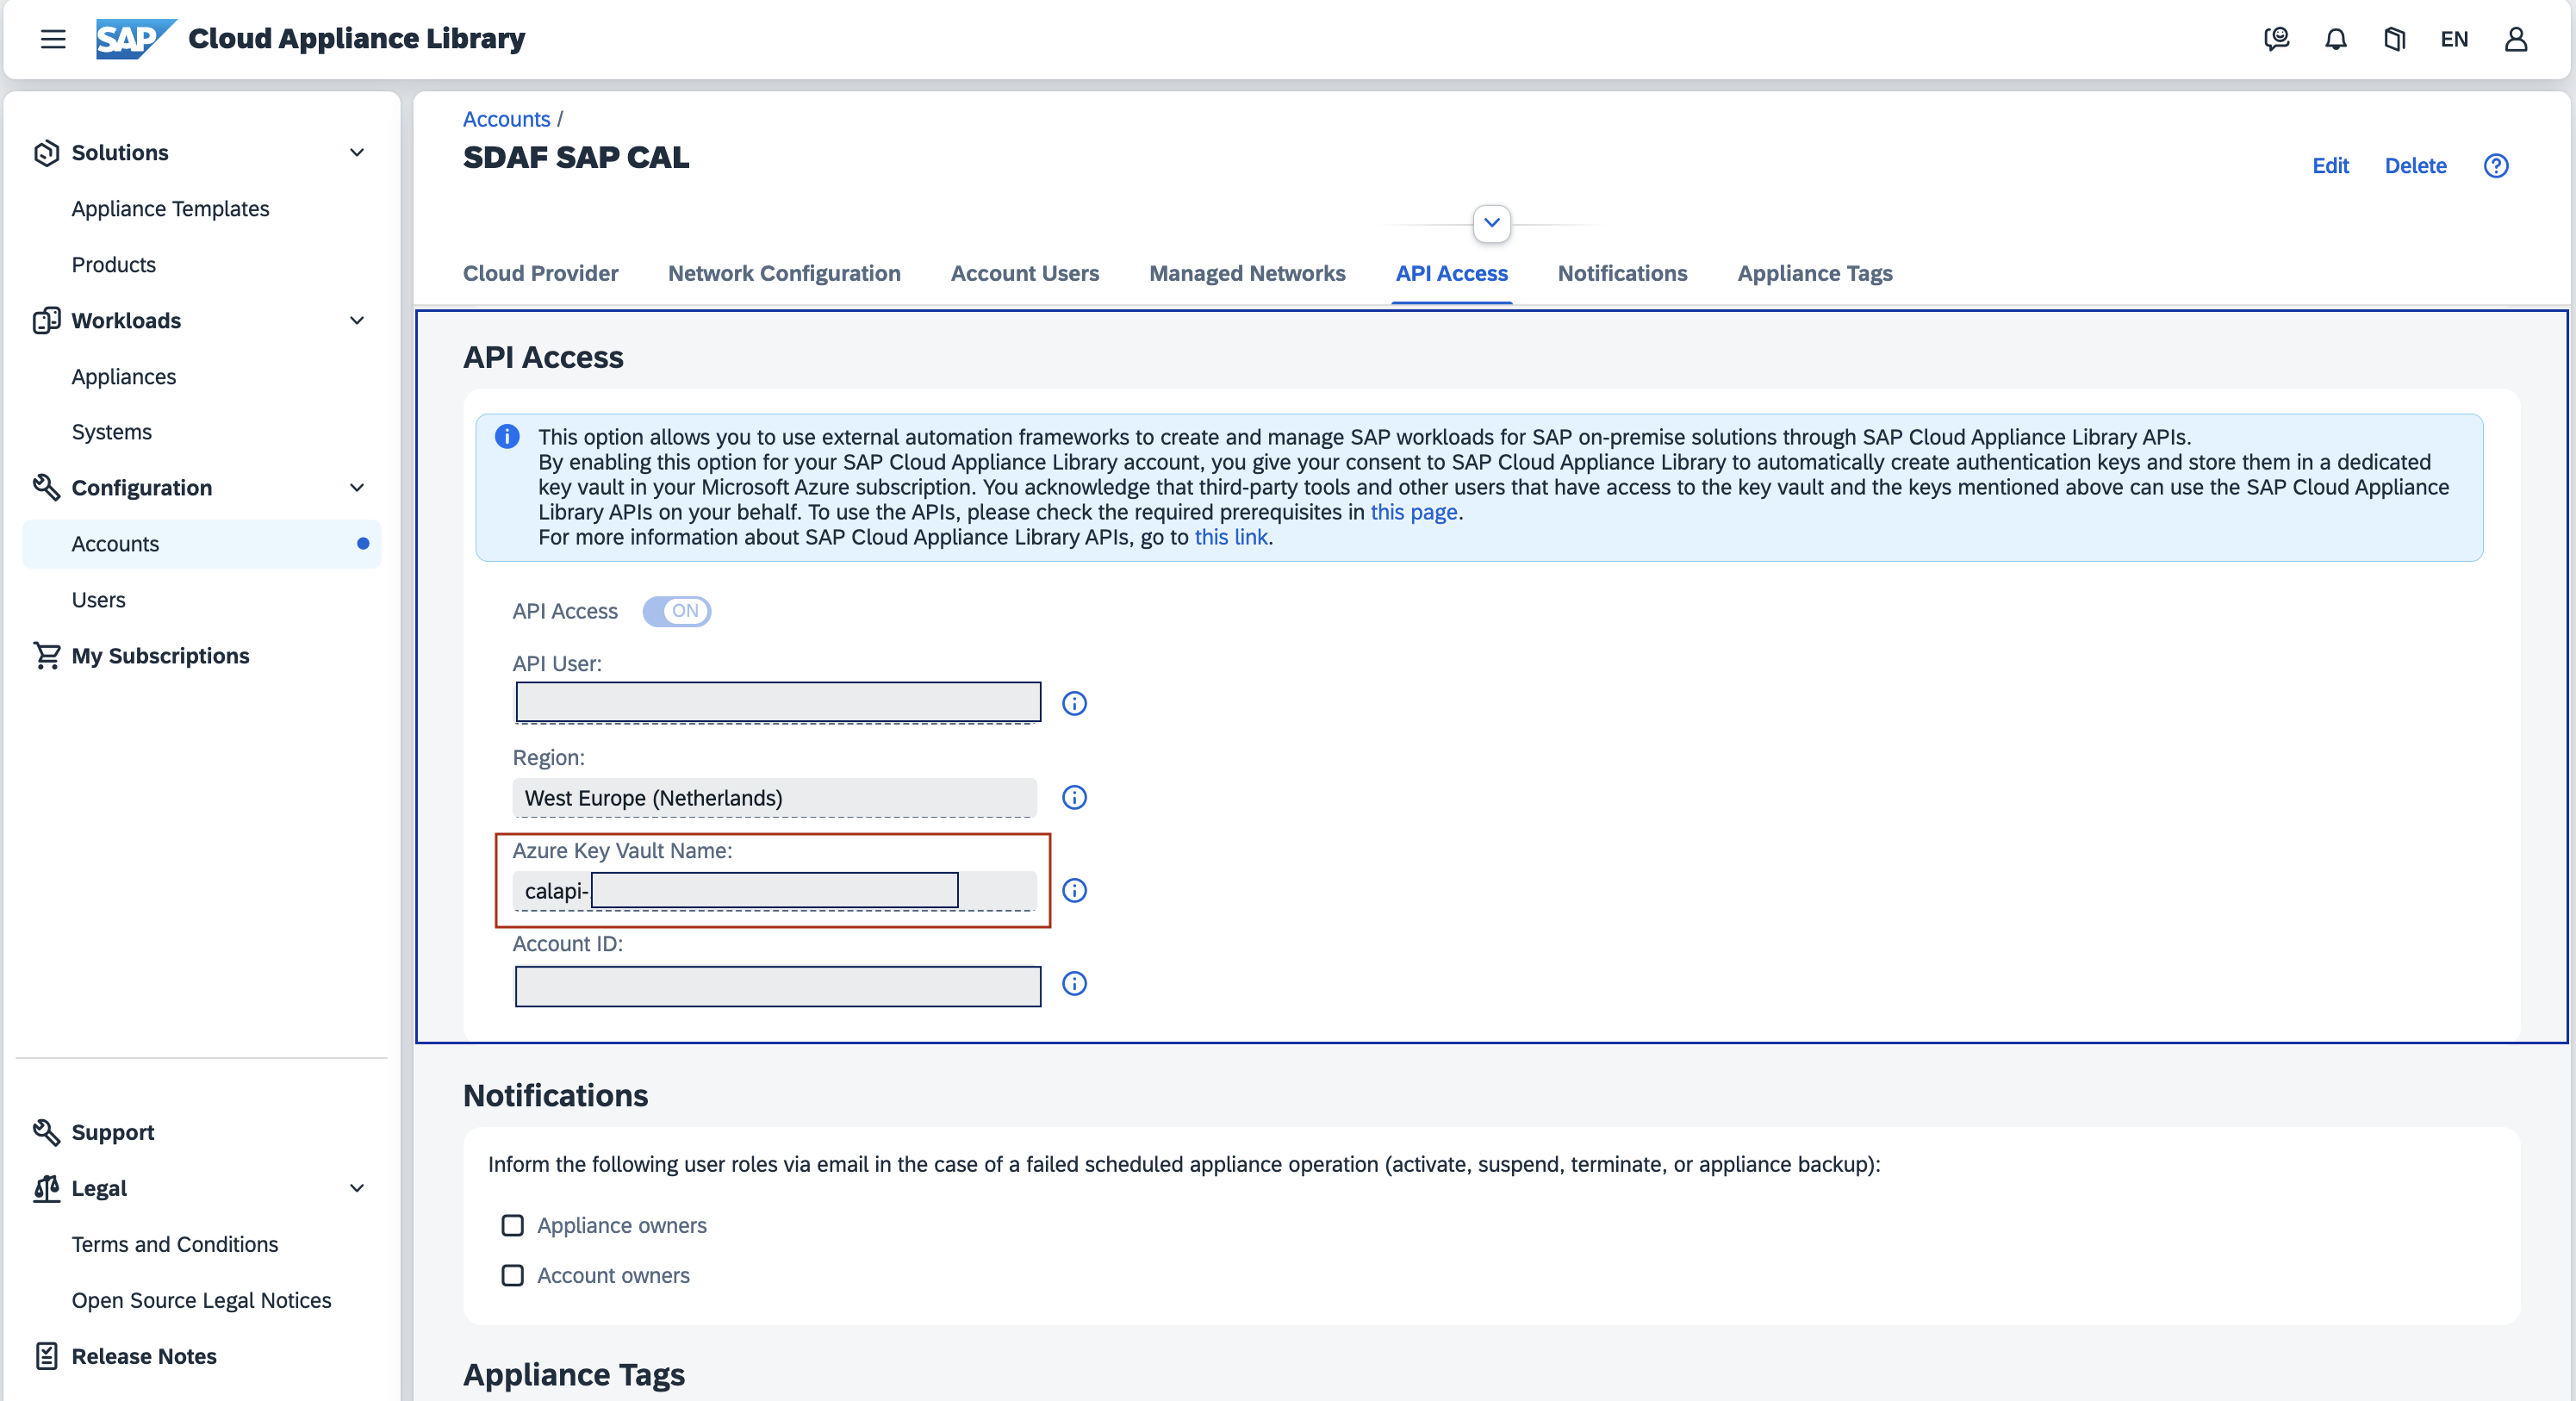 SAP Cloud Appliance Library
EN
Solutions
Appliance Templates
Products
Workloads
Appliances
Systems
Configuration
Accounts
Users
My Subscriptions
Support
Legal
Terms and Conditions
Open Source Legal Notices
Release Notes
Accounts /
SDAF SAP CAL
Edit Delete
Cloud Provider Network Configuration Account Users Managed Networks API Access Notifications Appliance Tags
API Access
This option allows you to use external automation frameworks to create and manage SAP workloads for SAP on-premise solutions through SAP Cloud Appliance Library APIs.
By enabling this option for your SAP Cloud Appliance Library account, you give your consent to SAP Cloud Appliance Library to automatically create authentication keys and store them in a dedicated
key vault in your Microsoft Azure subscription. You acknowledge that third-party tools and other users that have access to the key vault and the keys mentioned above can use the SAP Cloud Appliance
Library APIs on your behalf. To use the APIs, please check the required prerequisites in this page.
For more information about SAP Cloud Appliance Library APIs, go to this link.
API Access ON
API User:
Region:
West Europe (Netherlands)
Azure Key Vault Name:
calapi-
Account ID:
Notifications
Inform the following user roles via email in the case of a failed scheduled appliance operation (activate, suspend, terminate, or appliance backup):
Appliance owners
Account owners
Appliance Tags